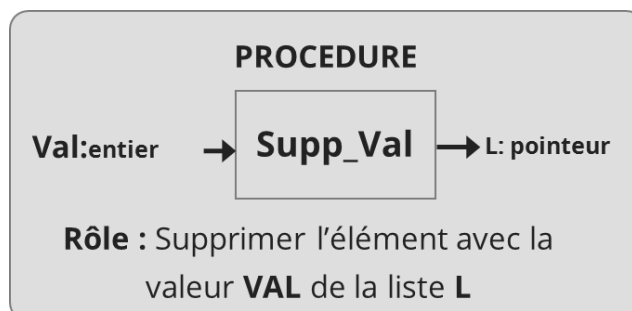 PROCEDURE
Val:entier
Supp_Val
L: pointeur
Rôle : Supprimer l’élément avec la
valeur VAL de la liste L